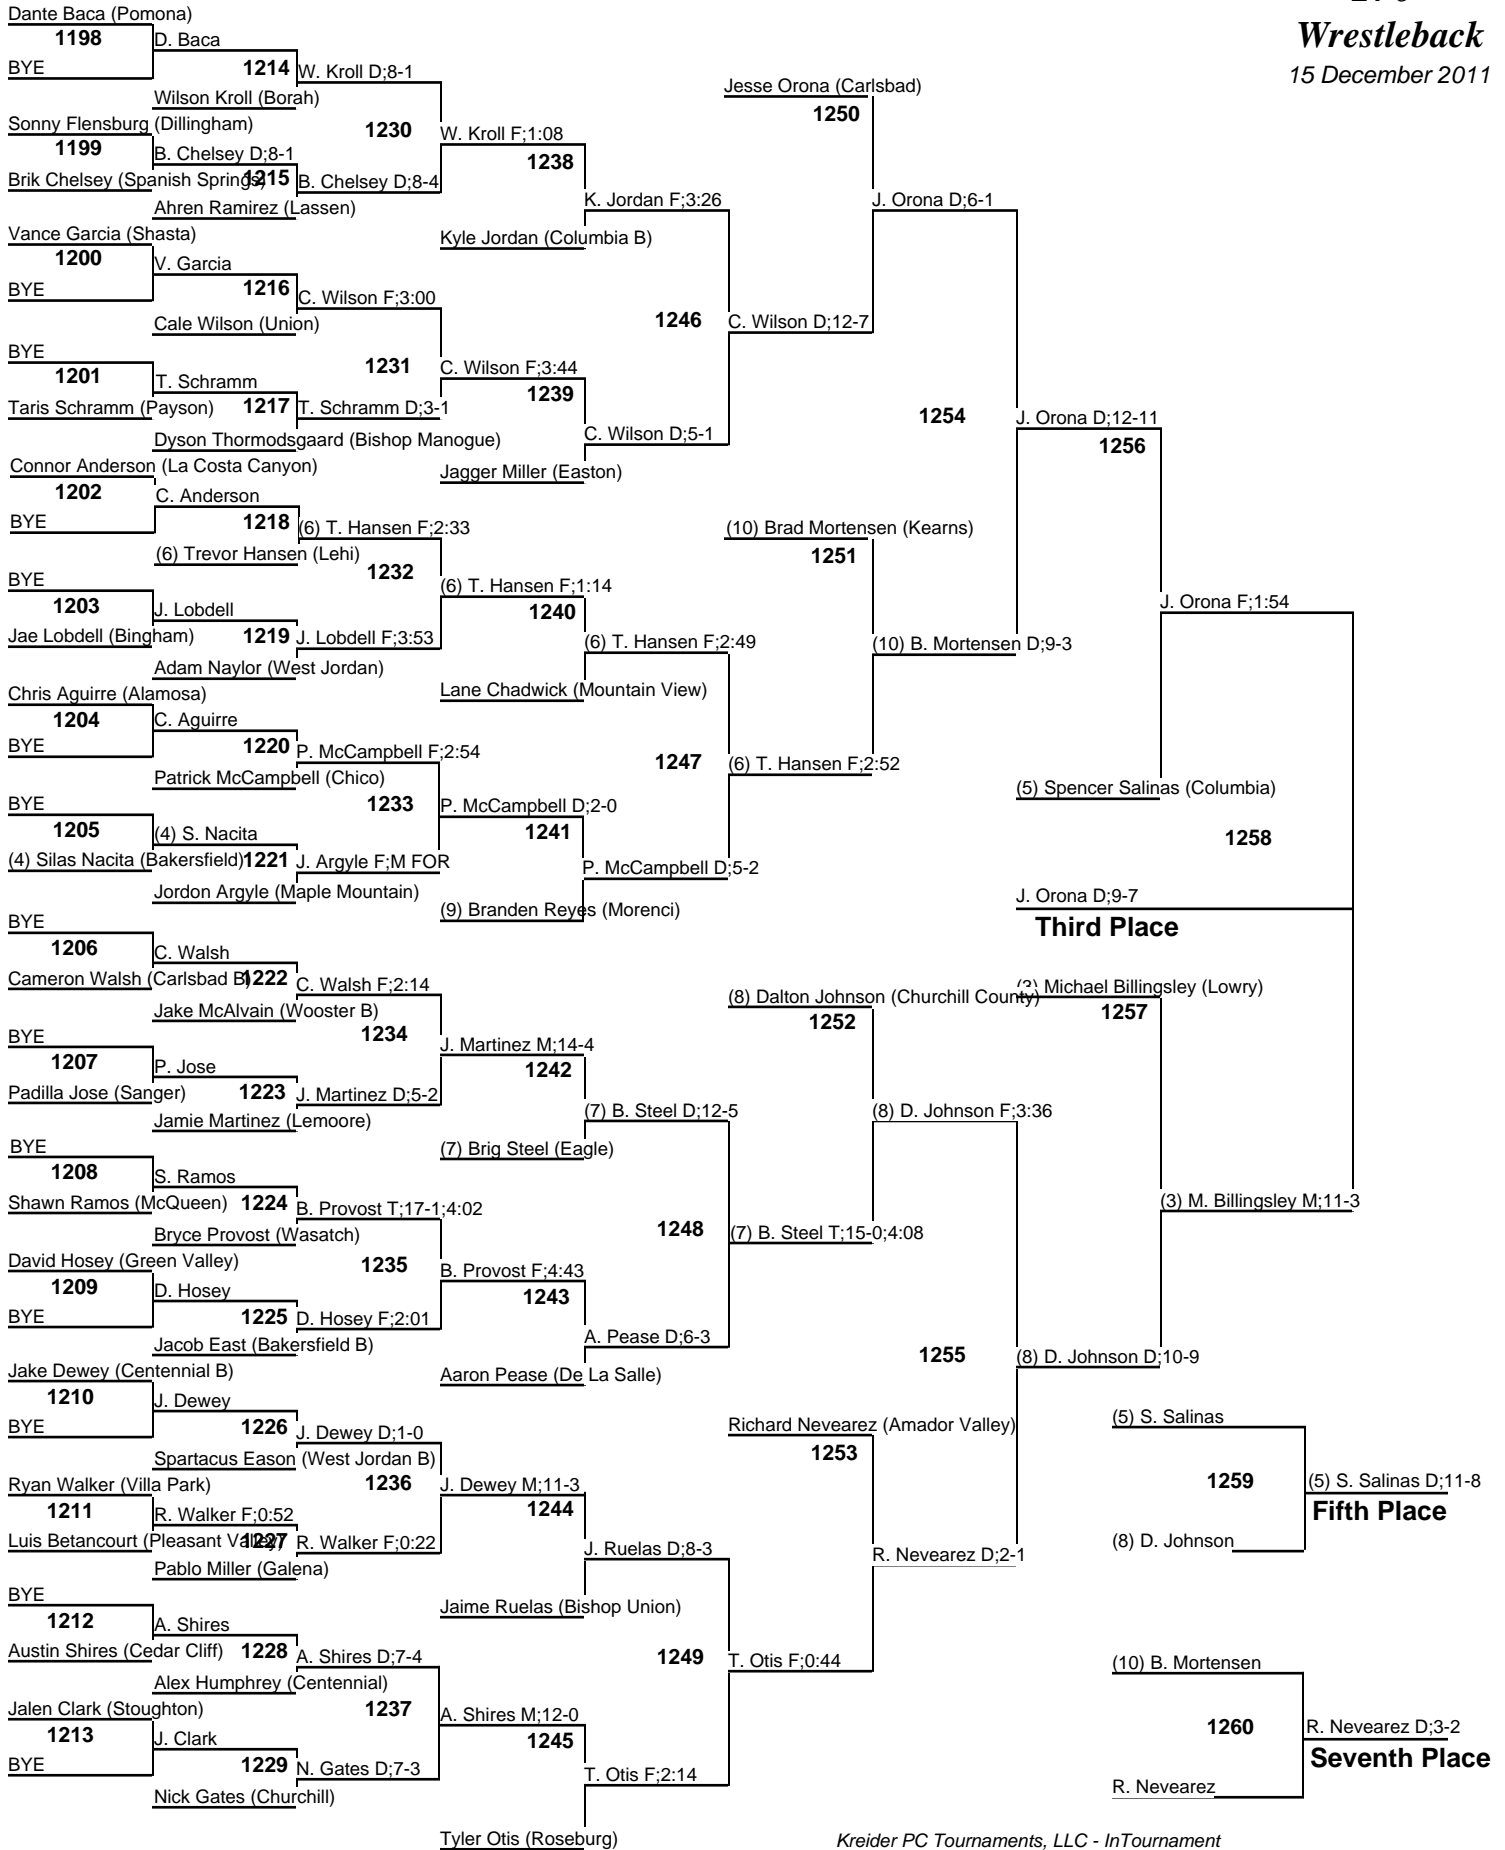 Wrestleback
15 December 2011
Dante Baca (Pomona)
1198
BYE
D. Baca
1214
Wilson Kroll (Borah)
W. Kroll D;8-1
Sonny Flensburg (Dillingham)
1199
Brik Chelsey (Spanish Springs)
B. Chelsey D;8-1
1215
Ahren Ramirez (Lassen)
B. Chelsey D;8-4
1230
W. Kroll F;1:08
1238
Kyle Jordan (Columbia B)
K. Jordan F;3:26
Vance Garcia (Shasta)
1200
BYE
V. Garcia
1216
Cale Wilson (Union)
C. Wilson F;3:00
BYE
1201
Taris Schramm (Payson)
T. Schramm
1217
Dyson Thormodsgaard (Bishop Manogue)
T. Schramm D;3-1
1231
C. Wilson F;3:44
1239
Jagger Miller (Easton)
C. Wilson D;5-1
1246
C. Wilson D;12-7
Jesse Orona (Carlsbad)
1250
J. Orona D;6-1
Connor Anderson (La Costa Canyon)
1202
BYE
C. Anderson
1218
(6) Trevor Hansen (Lehi)
(6) T. Hansen F;2:33
BYE
1203
Jae Lobdell (Bingham)
J. Lobdell
1219
Adam Naylor (West Jordan)
J. Lobdell F;3:53
1232
(6) T. Hansen F;1:14
1240
Lane Chadwick (Mountain View)
(6) T. Hansen F;2:49
Chris Aguirre (Alamosa)
1204
BYE
C. Aguirre
1220
Patrick McCampbell (Chico)
P. McCampbell F;2:54
BYE
1205
(4) Silas Nacita (Bakersfield)
(4) S. Nacita
1221
Jordon Argyle (Maple Mountain)
J. Argyle F;M FOR
1233
P. McCampbell D;2-0
1241
(9) Branden Reyes (Morenci)
P. McCampbell D;5-2
1247
(6) T. Hansen F;2:52
(10) Brad Mortensen (Kearns)
1251
(10) B. Mortensen D;9-3
1254
J. Orona D;12-11
1256
(5) Spencer Salinas (Columbia)
J. Orona F;1:54
1258
J. Orona D;9-7
Third Place
BYE
1206
Cameron Walsh (Carlsbad B)
C. Walsh
1222
Jake McAlvain (Wooster B)
C. Walsh F;2:14
BYE
1207
Padilla Jose (Sanger)
P. Jose
1223
Jamie Martinez (Lemoore)
J. Martinez D;5-2
1234
J. Martinez M;14-4
1242
(7) Brig Steel (Eagle)
(7) B. Steel D;12-5
BYE
1208
Shawn Ramos (McQueen)
S. Ramos
1224
Bryce Provost (Wasatch)
B. Provost T;17-1;4:02
David Hosey (Green Valley)
1209
BYE
D. Hosey
1225
Jacob East (Bakersfield B)
D. Hosey F;2:01
1235
B. Provost F;4:43
1243
Aaron Pease (De La Salle)
A. Pease D;6-3
1248
(7) B. Steel T;15-0;4:08
(8) Dalton Johnson (Churchill County)
1252
(8) D. Johnson F;3:36
(3) Michael Billingsley (Lowry)
1257
(3) M. Billingsley M;11-3
Jake Dewey (Centennial B)
1210
BYE
J. Dewey
1226
Spartacus Eason (West Jordan B)
J. Dewey D;1-0
Ryan Walker (Villa Park)
1211
Luis Betancourt (Pleasant Valley)
R. Walker F;0:52
1227
Pablo Miller (Galena)
R. Walker F;0:22
1236
J. Dewey M;11-3
1244
Jaime Ruelas (Bishop Union)
J. Ruelas D;8-3
BYE
1212
Austin Shires (Cedar Cliff)
A. Shires
1228
Alex Humphrey (Centennial)
A. Shires D;7-4
Jalen Clark (Stoughton)
1213
BYE
J. Clark
1229
Nick Gates (Churchill)
N. Gates D;7-3
1237
A. Shires M;12-0
1245
Tyler Otis (Roseburg)
T. Otis F;2:14
1249
T. Otis F;0:44
Richard Nevearez (Amador Valley)
1253
R. Nevearez D;2-1
1255
(8) D. Johnson D;10-9
(5) S. Salinas
1259
(8) D. Johnson
(5) S. Salinas D;11-8
Fifth Place
(10) B. Mortensen
1260
R. Nevearez
R. Nevearez D;3-2
Seventh Place
Kreider PC Tournaments, LLC - InTournament